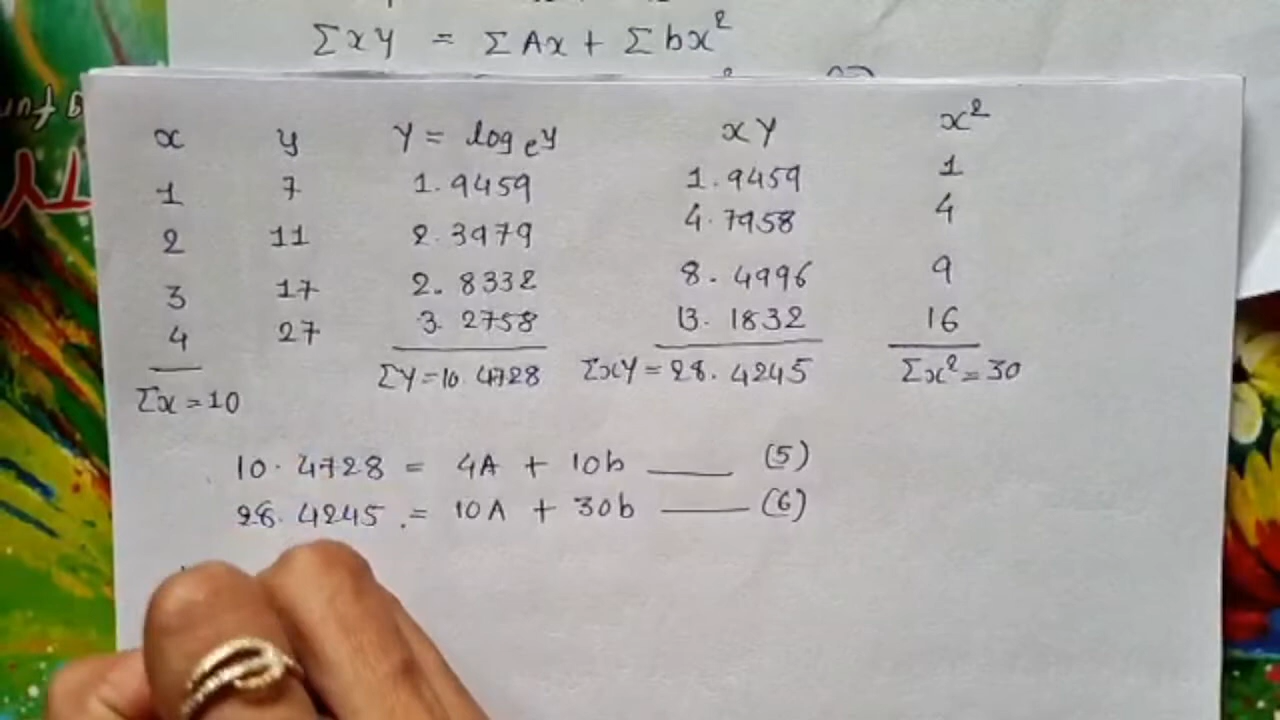 Σxy = ΣAx + Σbx²
x y Y = log e y xY x²
1 7 1.9459 1.9459 1
2 11 2.3979 4.7958 4
3 17 2.8332 8.4996 9
4 27 3.2758 13.1832 16
Σx = 10 ΣY = 10.4728 ΣxY = 28.4245 Σx² = 30
10.4728 = 4A + 10b — (5)
28.4245 = 10A + 30b — (6)